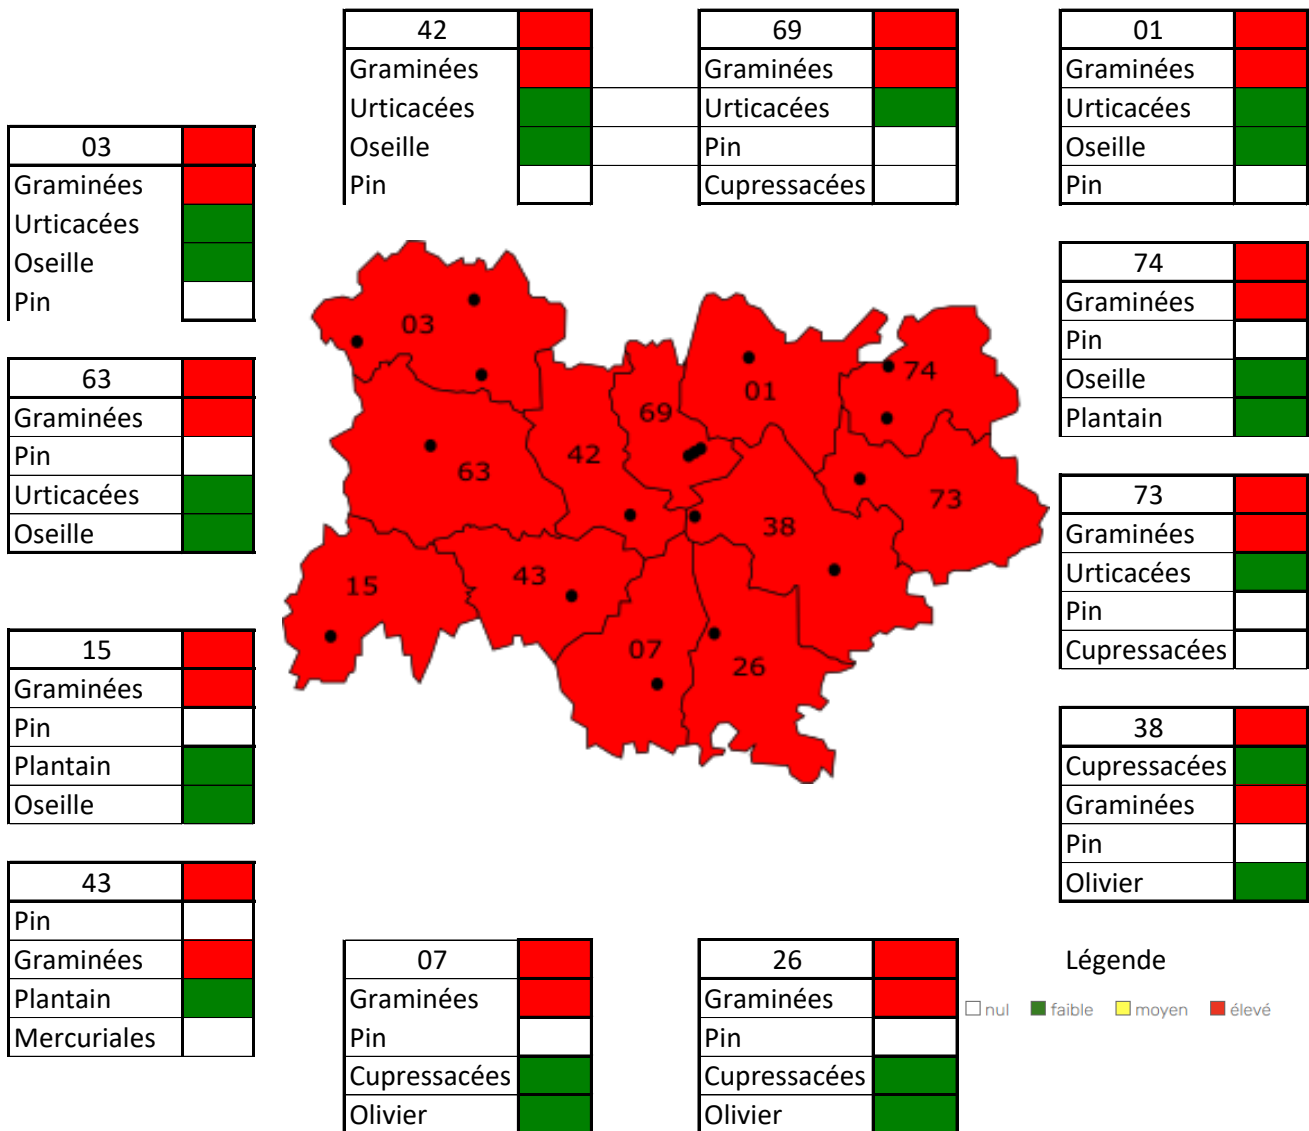 42
Graminées
Urticacées
Oseille
Pin
69
Graminées
Urticacées
Pin
Cupressacées
01
Graminées
Urticacées
Oseille
Pin
03
Graminées
Urticacées
Oseille
Pin
74
Graminées
Pin
Oseille
Plantain
63
Graminées
Pin
Urticacées
Oseille
03
01
74
69
42
63
73
38
43
15
07
26
73
Graminées
Urticacées
Pin
Cupressacées
15
Graminées
Pin
Plantain
Oseille
38
Cupressacées
Graminées
Pin
Olivier
43
Pin
Graminées
Plantain
Mercuriales
07
Graminées
Pin
Cupressacées
Olivier
26
Graminées
Pin
Cupressacées
Olivier
Légende
nul faible moyen élevé